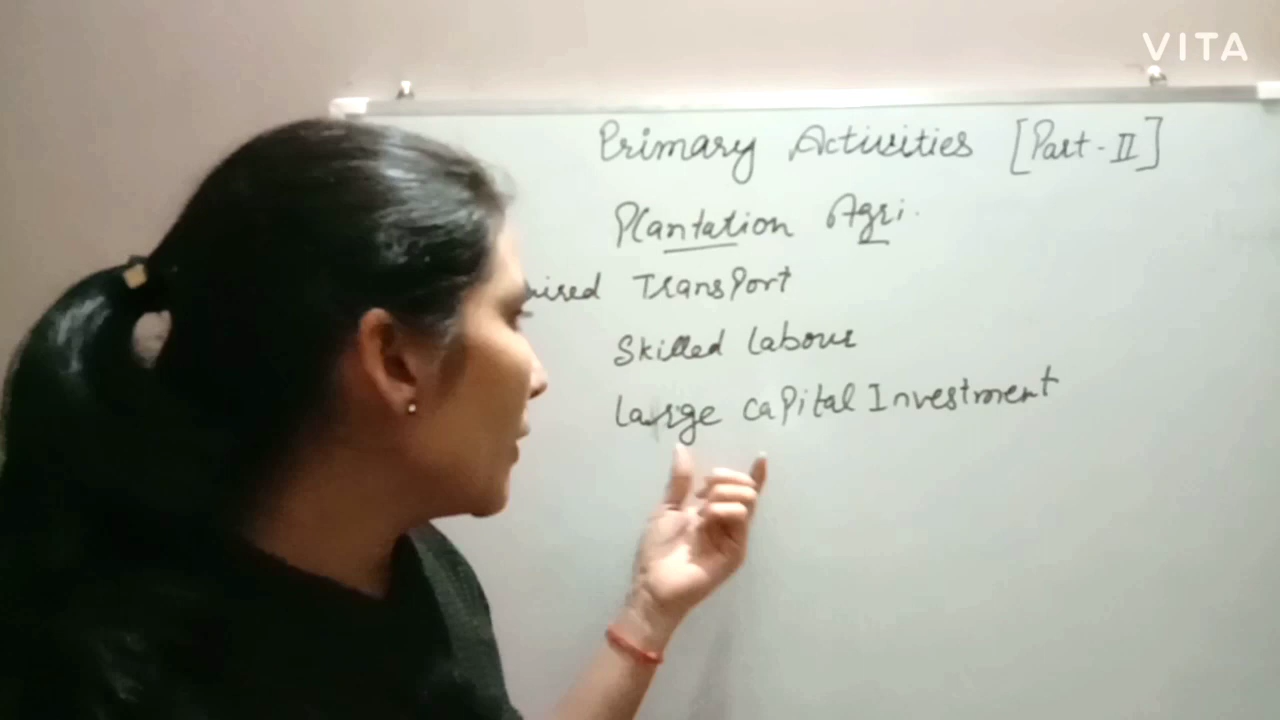 VITA
Primary Activities [Part-II]
Plantation Agri.
Transport
Skilled labour
Large capital Investment